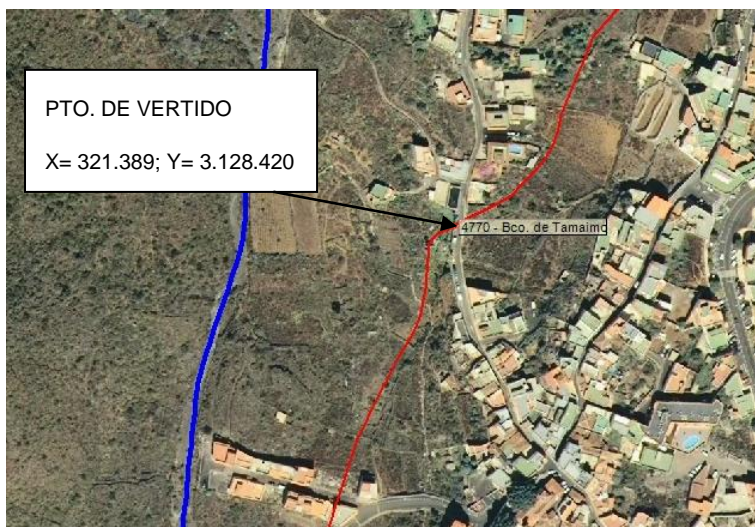 PTO. DE VERTIDO
X= 321.389; Y= 3.128.420
4770 - Bco. de Tamaimo